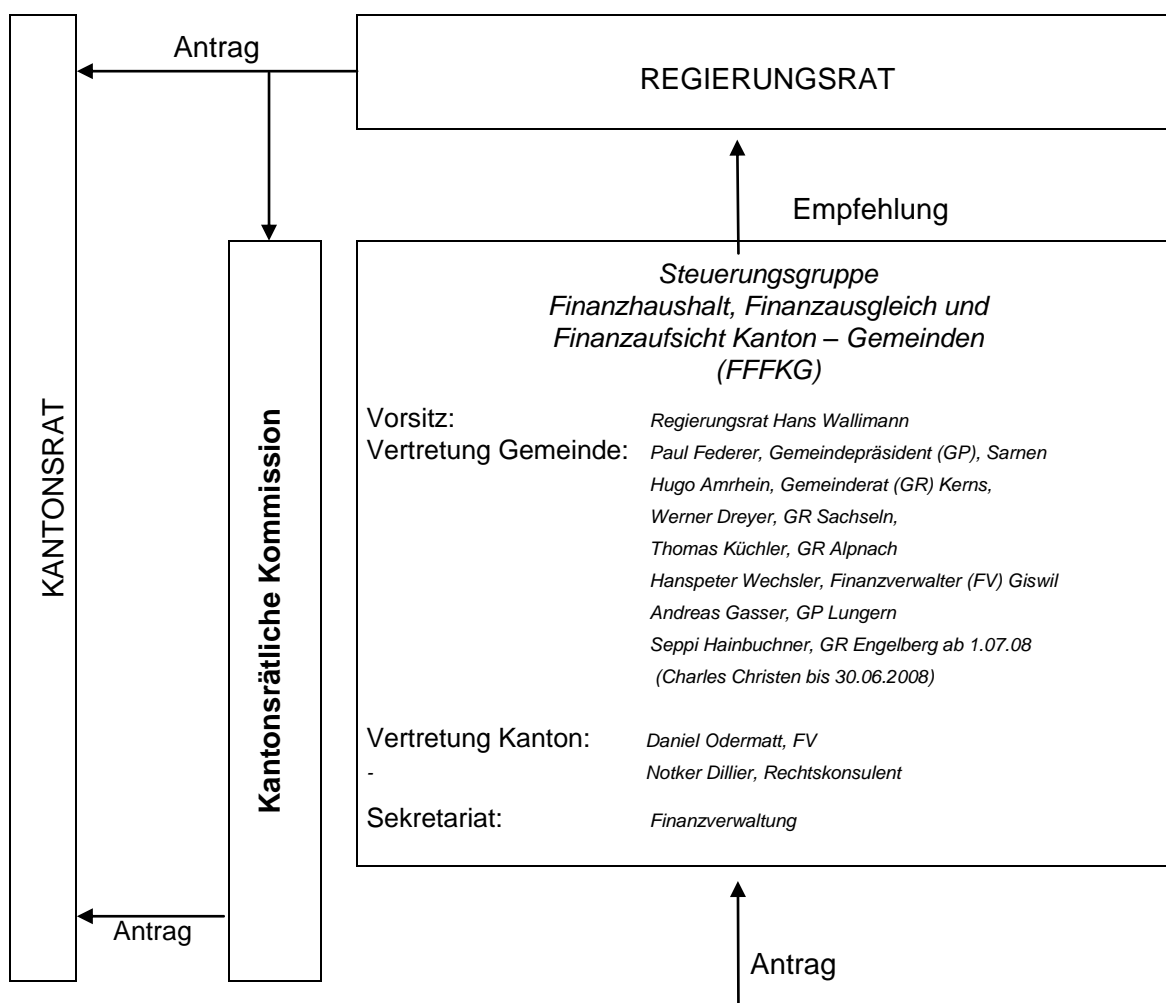 Antrag
REGIERUNGSRAT
Empfehlung
KANTONSRAT
Kantonsrätliche Kommission
Steuerungsgruppe
Finanzhaushalt, Finanzausgleich und
Finanzaufsicht Kanton – Gemeinden
(FFFKG)
Vorsitz: Regierungsrat Hans Wallimann
Vertretung Gemeinde: Paul Federer, Gemeindepräsident (GP), Sarnen
Hugo Amrhein, Gemeinderat (GR) Kerns,
Werner Dreyer, GR Sachseln,
Thomas Küchler, GR Alpnach
Hanspeter Wechsler, Finanzverwalter (FV) Giswil
Andreas Gasser, GP Lungern
Seppi Hainbuchner, GR Engelberg ab 1.07.08
(Charles Christen bis 30.06.2008)
Vertretung Kanton: Daniel Odermatt, FV
- Notker Dillier, Rechtskonsulent
Sekretariat: Finanzverwaltung
Antrag
Antrag